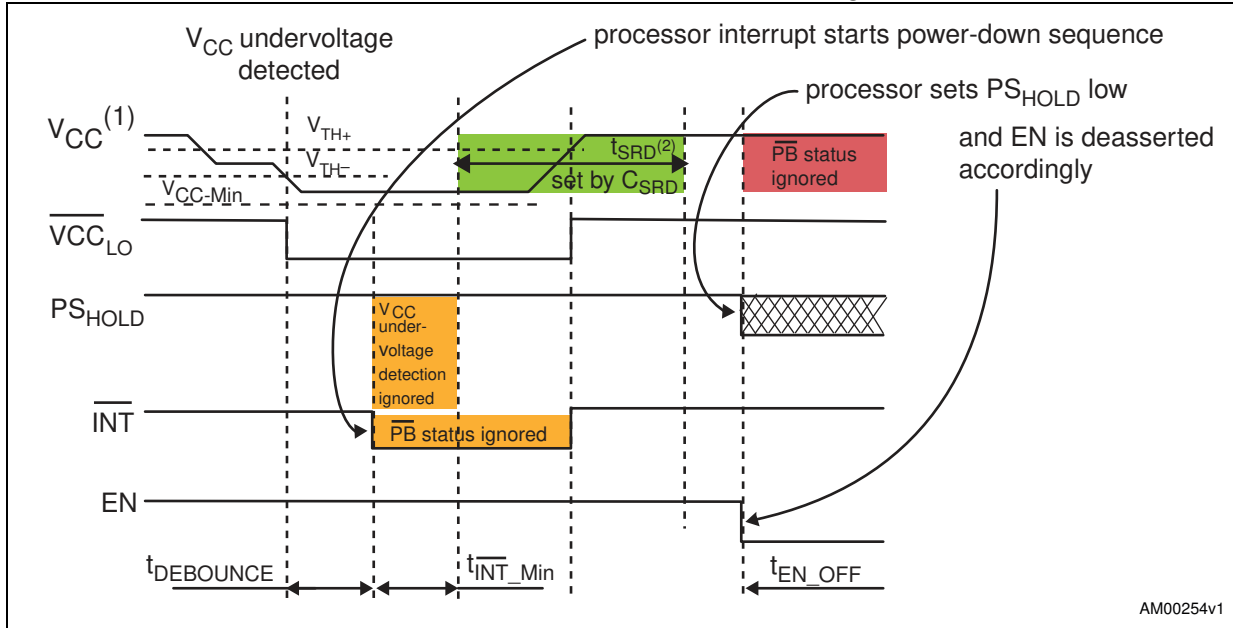 VCC undervoltage
detected
processor interrupt starts power-down sequence
processor sets PSHOLD low
and EN is deasserted
accordingly
VCC(1)
VTH+
VTH–
VCC-Min
tSRD(2)
set by CSRD
PB status
ignored
VCCLO
PSHOLD
VCC
under-
voltage
detection
ignored
INT
PB status ignored
EN
tDEBOUNCE
tINT_Min
tEN_OFF
AM00254v1